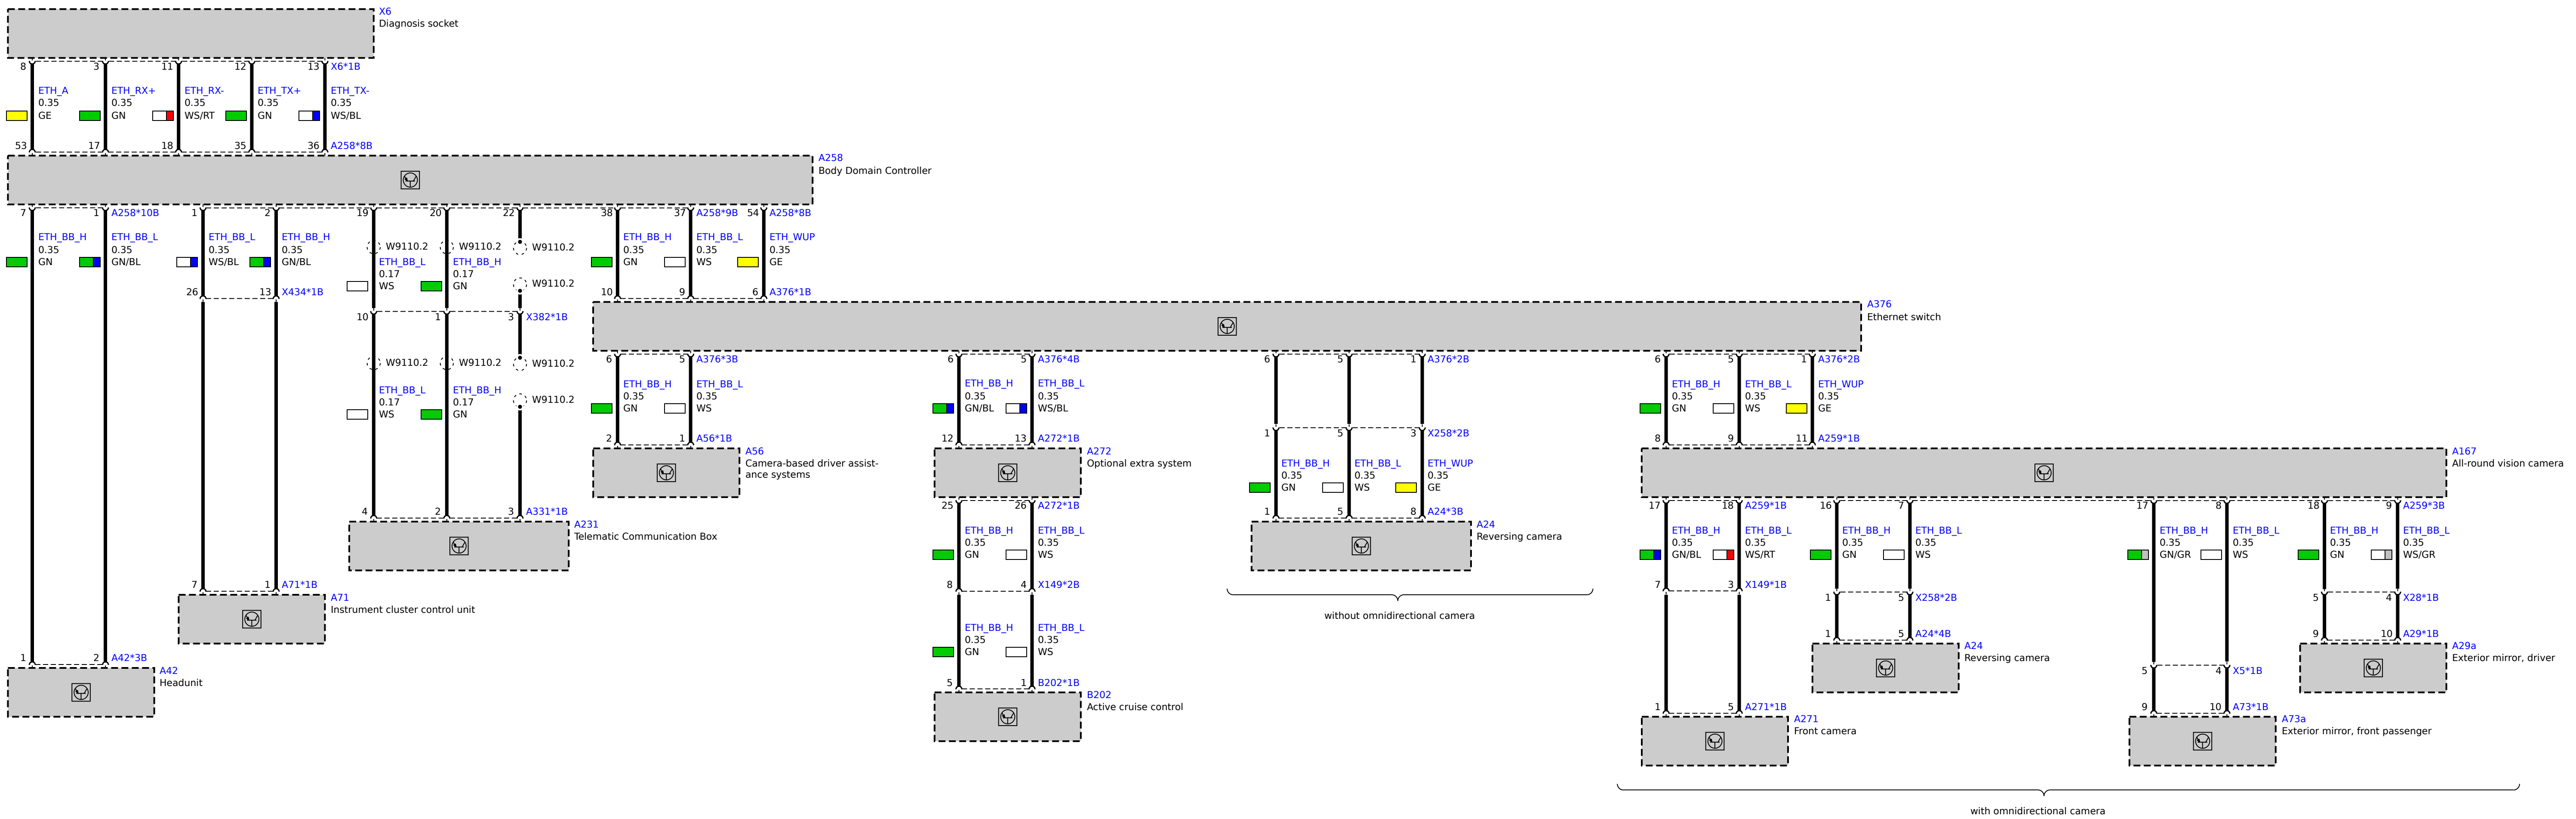 X6
Diagnosis socket
8 3 11 12 13 X6*1B
ETH_A ETH_RX+ ETH_RX- ETH_TX+ ETH_TX-
0.35 0.35 0.35 0.35 0.35
GE GN WS/RT GN WS/BL
53 17 18 35 36 A258*8B
A258
Body Domain Controller
7 1 A258*10B 1 2 19 20 22 38 37 A258*9B 54 A258*8B
ETH_BB_H ETH_BB_L ETH_BB_L ETH_BB_H ETH_BB_H ETH_BB_L ETH_WUP
W9110.2 W9110.2 W9110.2
0.35 0.35 0.35 0.35 0.35 0.35 0.35
GN GN/BL WS/BL GN/BL ETH_BB_L ETH_BB_H GN WS GE
0.17 0.17
WS GN W9110.2
26 13 X434*1B 10 9 6 A376*1B
A376
Ethernet switch
10 1 3 X382*1B
W9110.2 W9110.2 W9110.2
6 5 A376*3B 6 5 A376*4B 6 5 1 A376*2B 6 5 1 A376*2B
ETH_BB_H ETH_BB_L ETH_BB_H ETH_BB_L ETH_BB_H ETH_BB_L ETH_WUP
ETH_BB_L ETH_BB_H
0.35 0.35 0.35 0.35 0.35 0.35 0.35
0.17 0.17 W9110.2
GN WS GN/BL WS/BL GN WS GE
WS GN
1 5 3 X258*2B
2 1 A56*1B 12 13 A272*1B 8 9 11 A259*1B
A56
Camera-based driver assist-
ance systems
A272
Optional extra system
ETH_BB_H ETH_BB_L ETH_WUP
0.35 0.35 0.35
GN WS GE
A167
All-round vision camera
4 2 3 A331*1B
25 26 A272*1B
1 5 8 A24*3B
17 18 A259*1B 16 7 17 8 18 9 A259*3B
A231
Telematic Communication Box
ETH_BB_H ETH_BB_L
0.35 0.35
GN WS
A24
Reversing camera
ETH_BB_H ETH_BB_L ETH_BB_H ETH_BB_L ETH_BB_H ETH_BB_L ETH_BB_H ETH_BB_L
0.35 0.35 0.35 0.35 0.35 0.35 0.35 0.35
GN/BL WS/RT GN WS GN/GR WS GN WS/GR
7 1 A71*1B 8 4 X149*2B 7 3 X149*1B
1 5 X258*2B 5 4 X28*1B
A71
Instrument cluster control unit
without omnidirectional camera
ETH_BB_H ETH_BB_L
0.35 0.35
GN WS
1 5 A24*4B 9 10 A29*1B
A24
Reversing camera
A29a
Exterior mirror, driver
1 2 A42*3B
A42
Headunit
5 4 X5*1B
5 1 B202*1B
B202
Active cruise control
1 5 A271*1B 9 10 A73*1B
A271
Front camera
A73a
Exterior mirror, front passenger
with omnidirectional camera